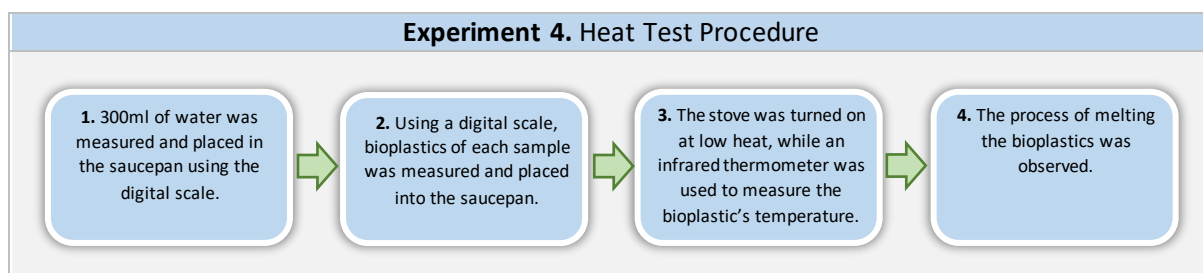 Experiment 4. Heat Test Procedure
1. 300ml of water was
measured and placed
in the saucepan using the
digital scale.
2. Using a digital scale,
bioplastics of each sample
was measured and placed
into the saucepan.
3. The stove was turned on
at low heat, while an
infrared thermometer was
used to measure the
bioplastic’s temperature.
4. The process of melting
the bioplastics was
observed.